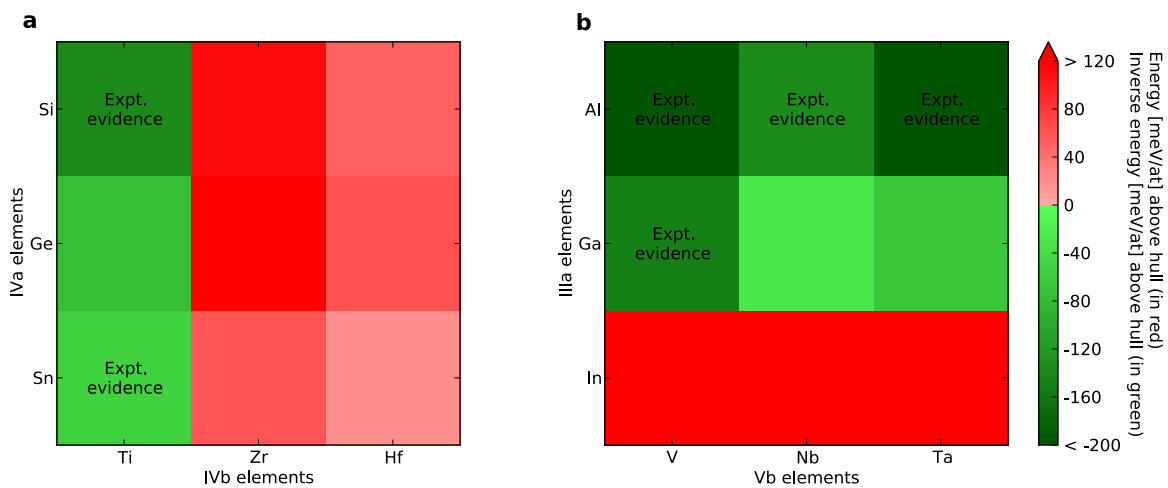 a
Si
Ge
Sn
IVa elements
Expt.
evidence
Expt.
evidence
Ti
Zr
Hf
IVb elements
b
Al
Ga
In
IIIa elements
Expt.
evidence
Expt.
evidence
Expt.
evidence
Expt.
evidence
V
Nb
Ta
Vb elements
> 120
80
40
0
-40
-80
-120
-160
< -200
Energy [meV/at] above hull (in red)
Inverse energy [meV/at] above hull (in green)